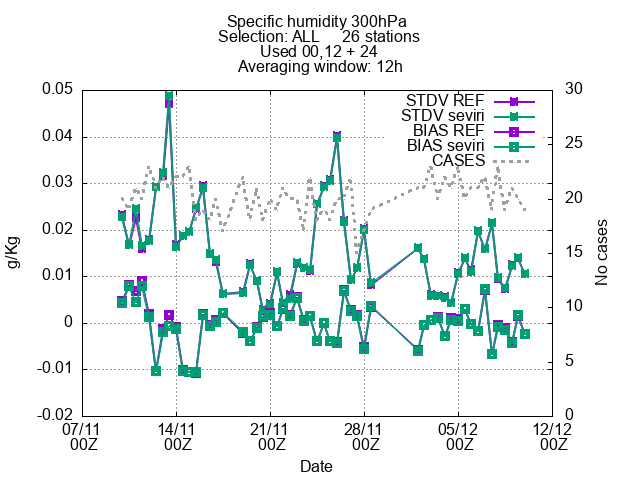 Specific humidity 300hPa
Selection: ALL     26 stations
Used 00,12 + 24
Averaging window: 12h
STDV REF
STDV seviri
BIAS REF
BIAS seviri
CASES
0.05
0.04
0.03
0.02
0.01
0
-0.01
-0.02
g/Kg
30
25
20
15
10
5
0
No cases
07/11 14/11 21/11 28/11 05/12 12/12
00Z 00Z 00Z 00Z 00Z 00Z
Date